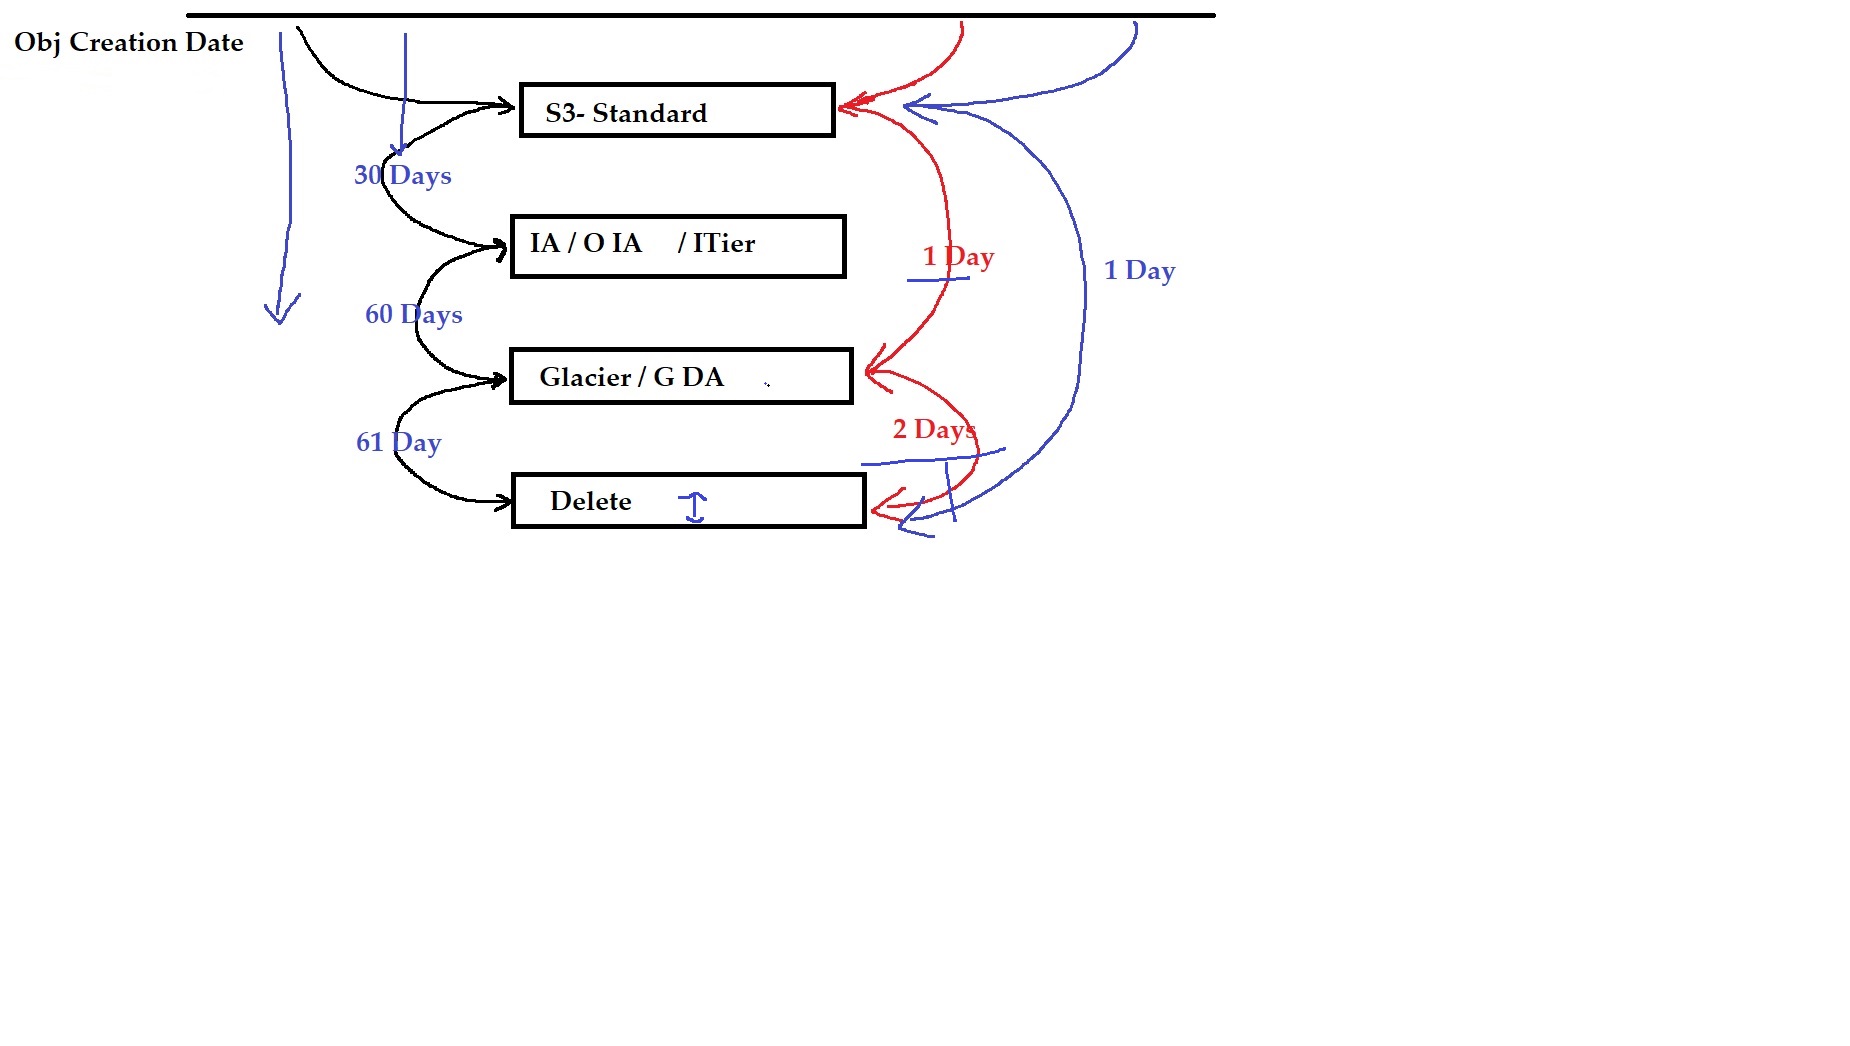 Obj Creation Date
S3- Standard
30 Days
IA / O IA / ITier
1 Day
1 Day
60 Days
Glacier / G DA
2 Days
61 Day
Delete